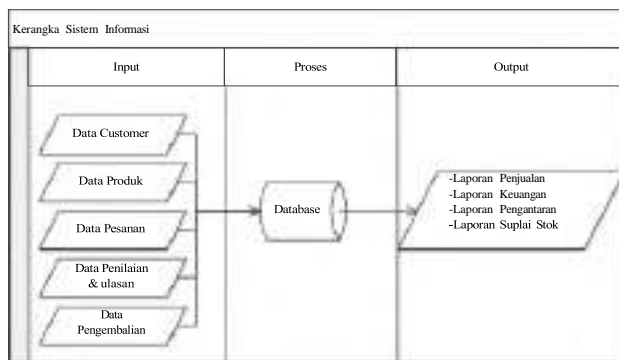 Kerangka Sistem Informasi
Input
Proses
Output
Data Customer
Data Produk
Data Pesanan
Data Penilaian
& ulasan
Data
Pengembalian
Database
-Laporan Penjualan
-Laporan Keuangan
-Laporan Pengantaran
-Laporan Suplai Stok